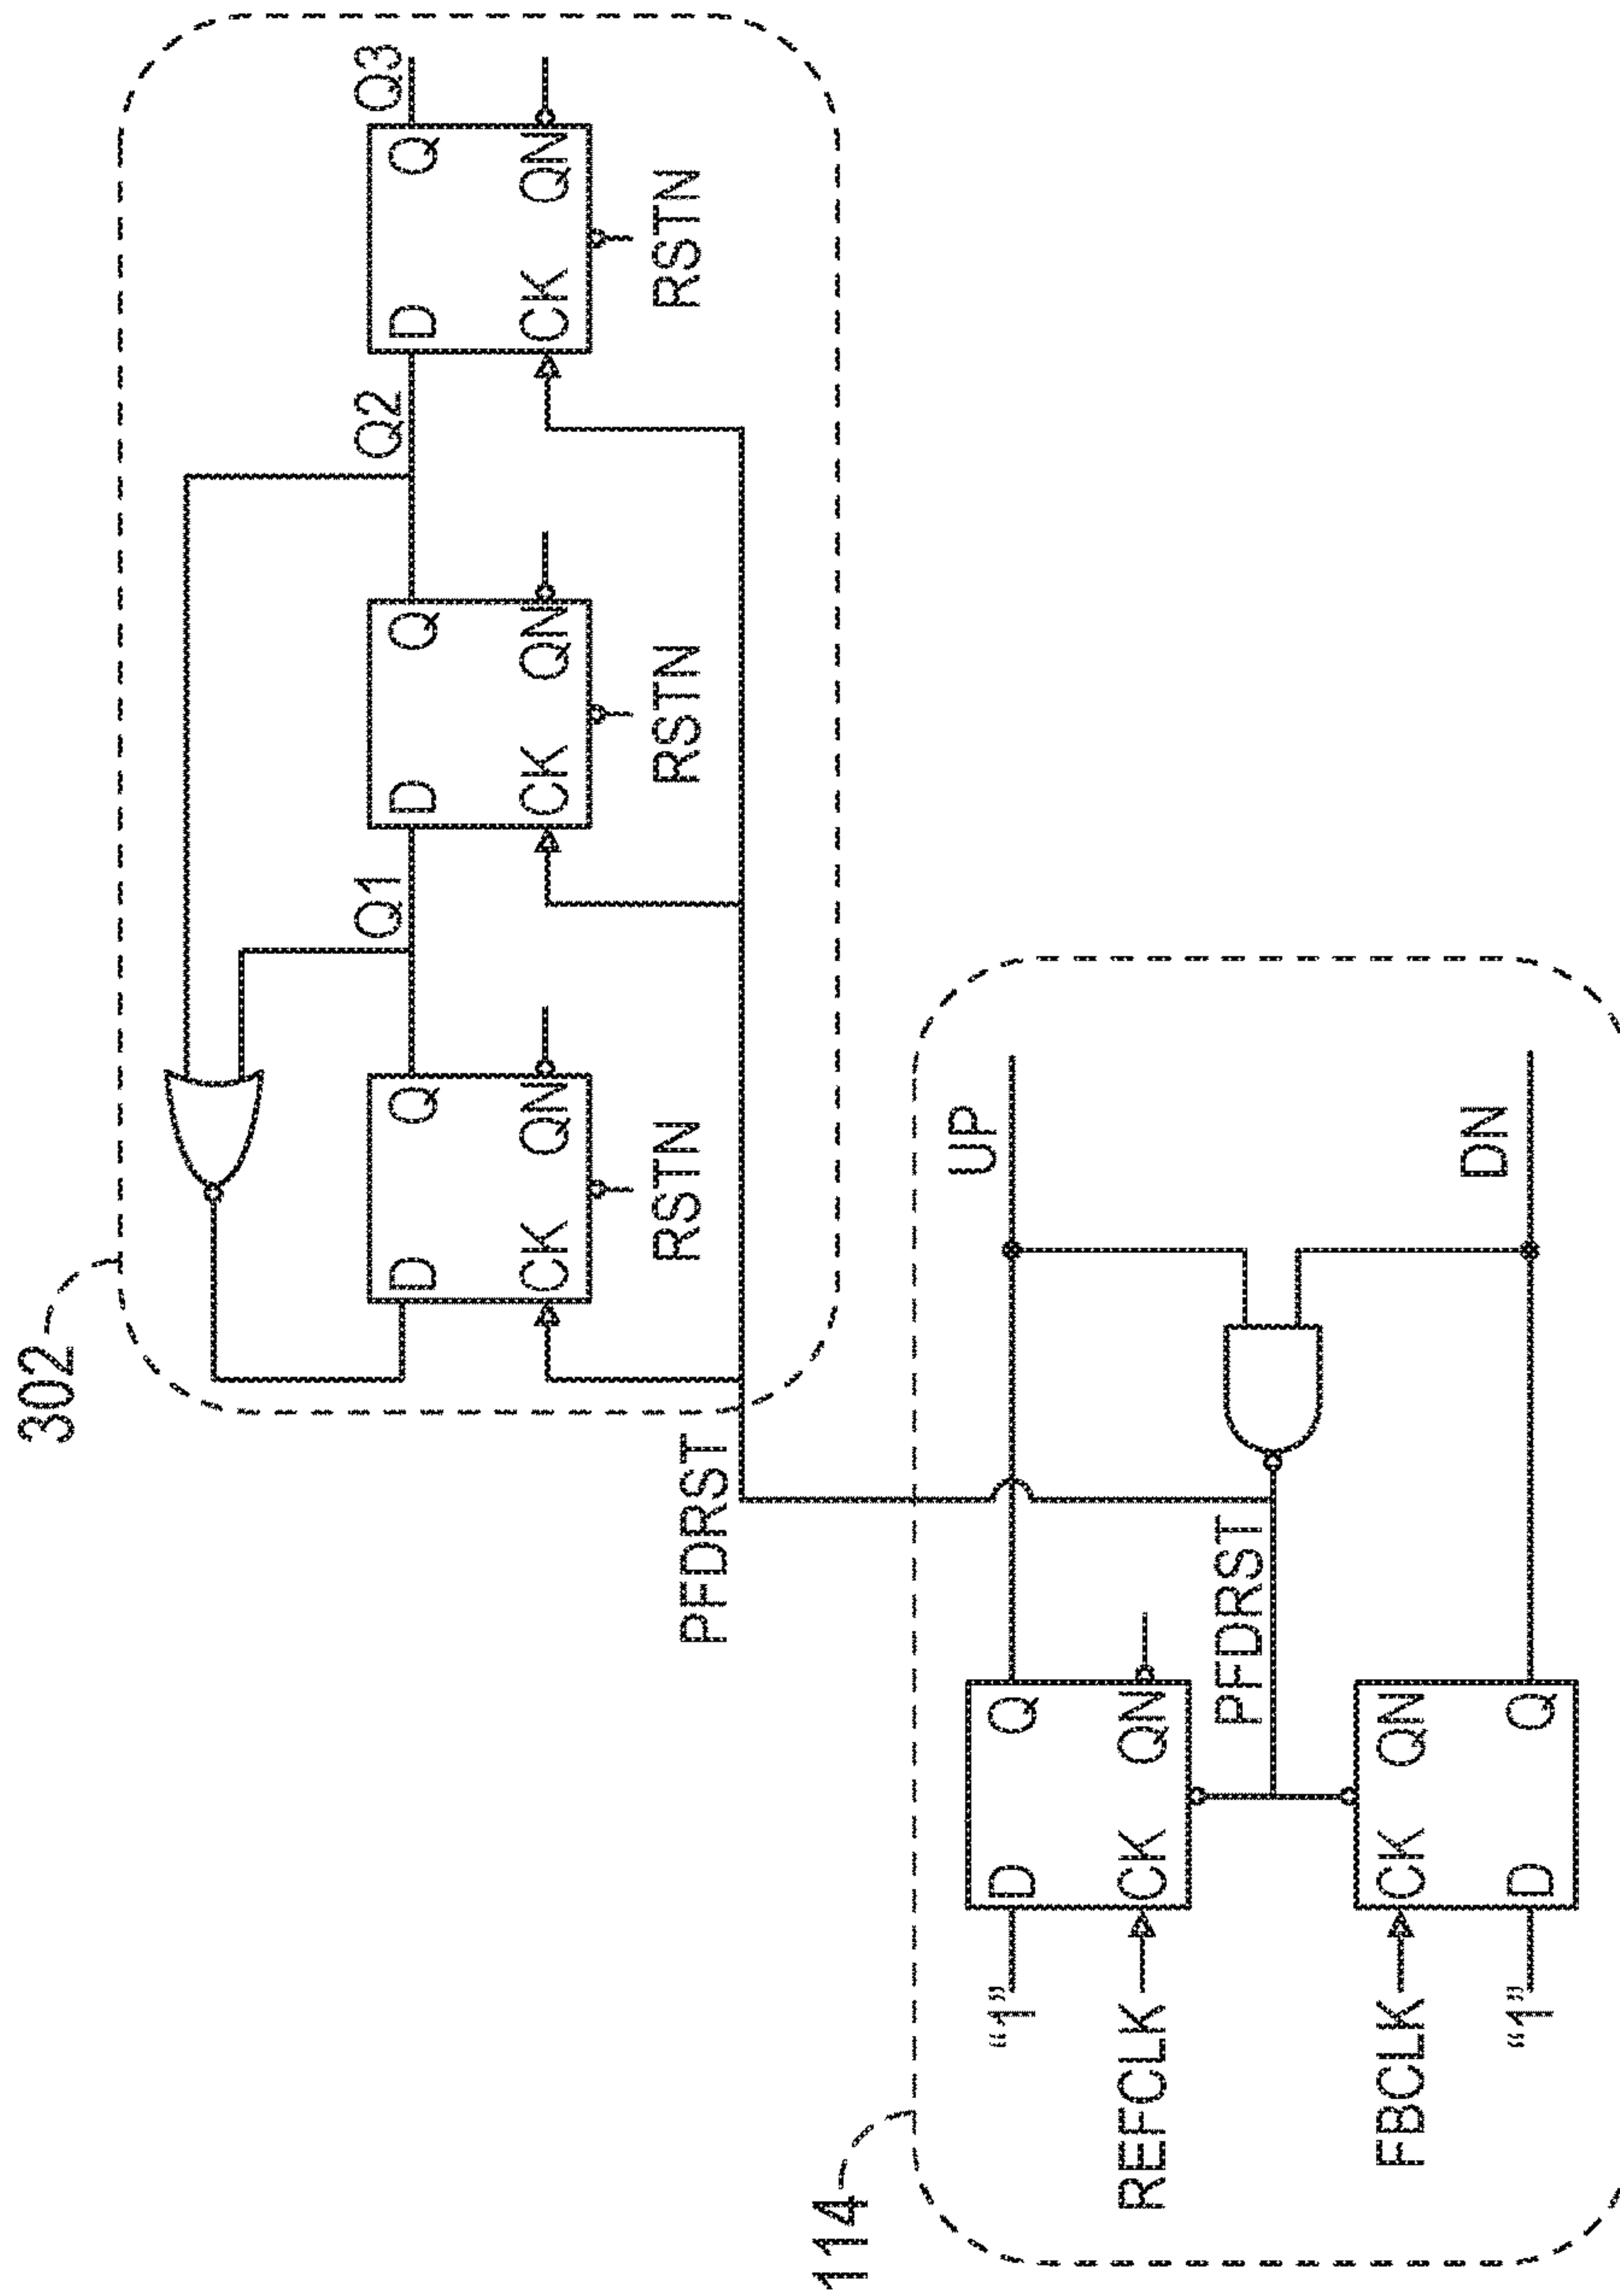 302
Q1
Q2
Q3
D
Q
D
Q
D
Q
CK
QN
CK
QN
CK
QN
RSTN
RSTN
RSTN
PFDRST
114
UP
“1”
D
Q
REFCLK
CK
QN
PFDRST
FBCLK
CK
QN
DN
“1”
D
Q